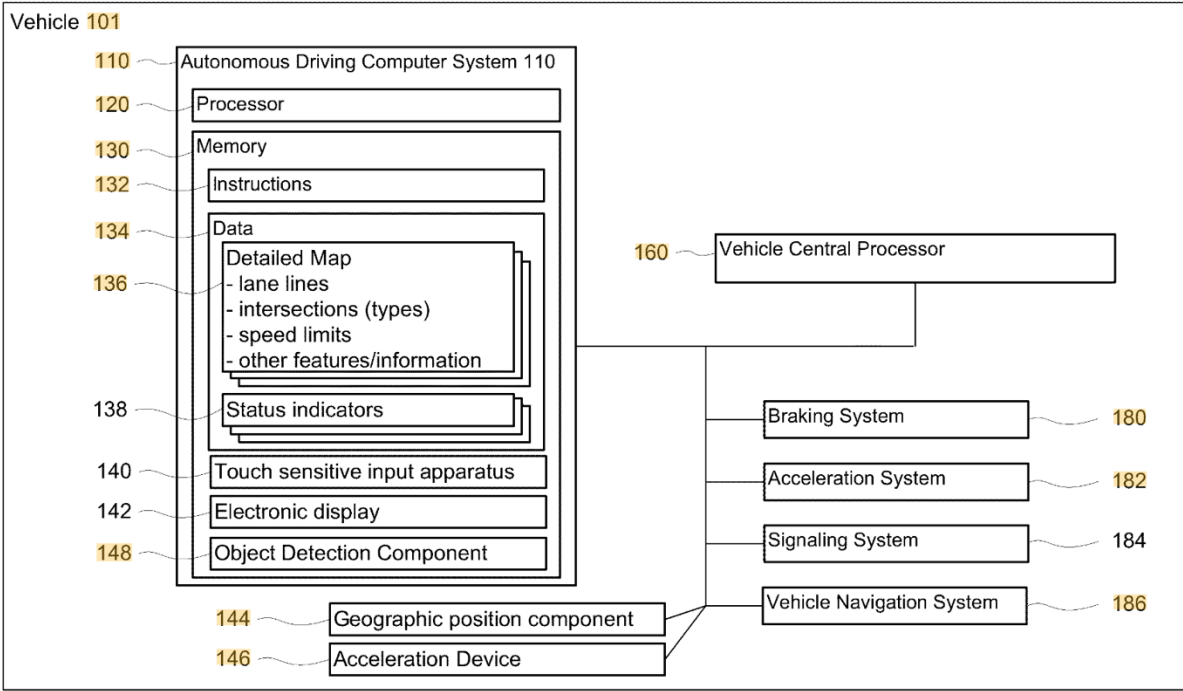 Vehicle 101
110 Autonomous Driving Computer System 110
120 Processor
130 Memory
132 Instructions
134 Data
Detailed Map
136 - lane lines
- intersections (types)
- speed limits
- other features/information
138 Status indicators
140 Touch sensitive input apparatus
142 Electronic display
148 Object Detection Component
144 Geographic position component
146 Acceleration Device
160 Vehicle Central Processor
Braking System 180
Acceleration System 182
Signaling System 184
Vehicle Navigation System 186